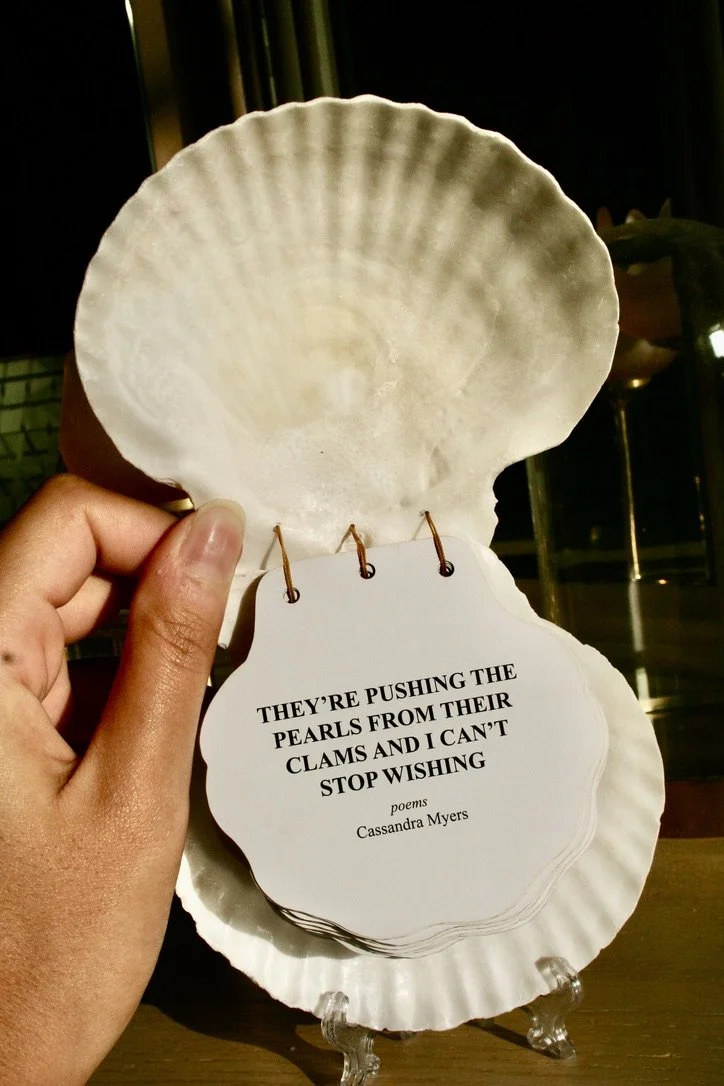 THEY'RE PUSHING THE
PEARLS FROM THEIR
CLAMS AND I CAN'T
STOP WISHING
poems
Cassandra Myers